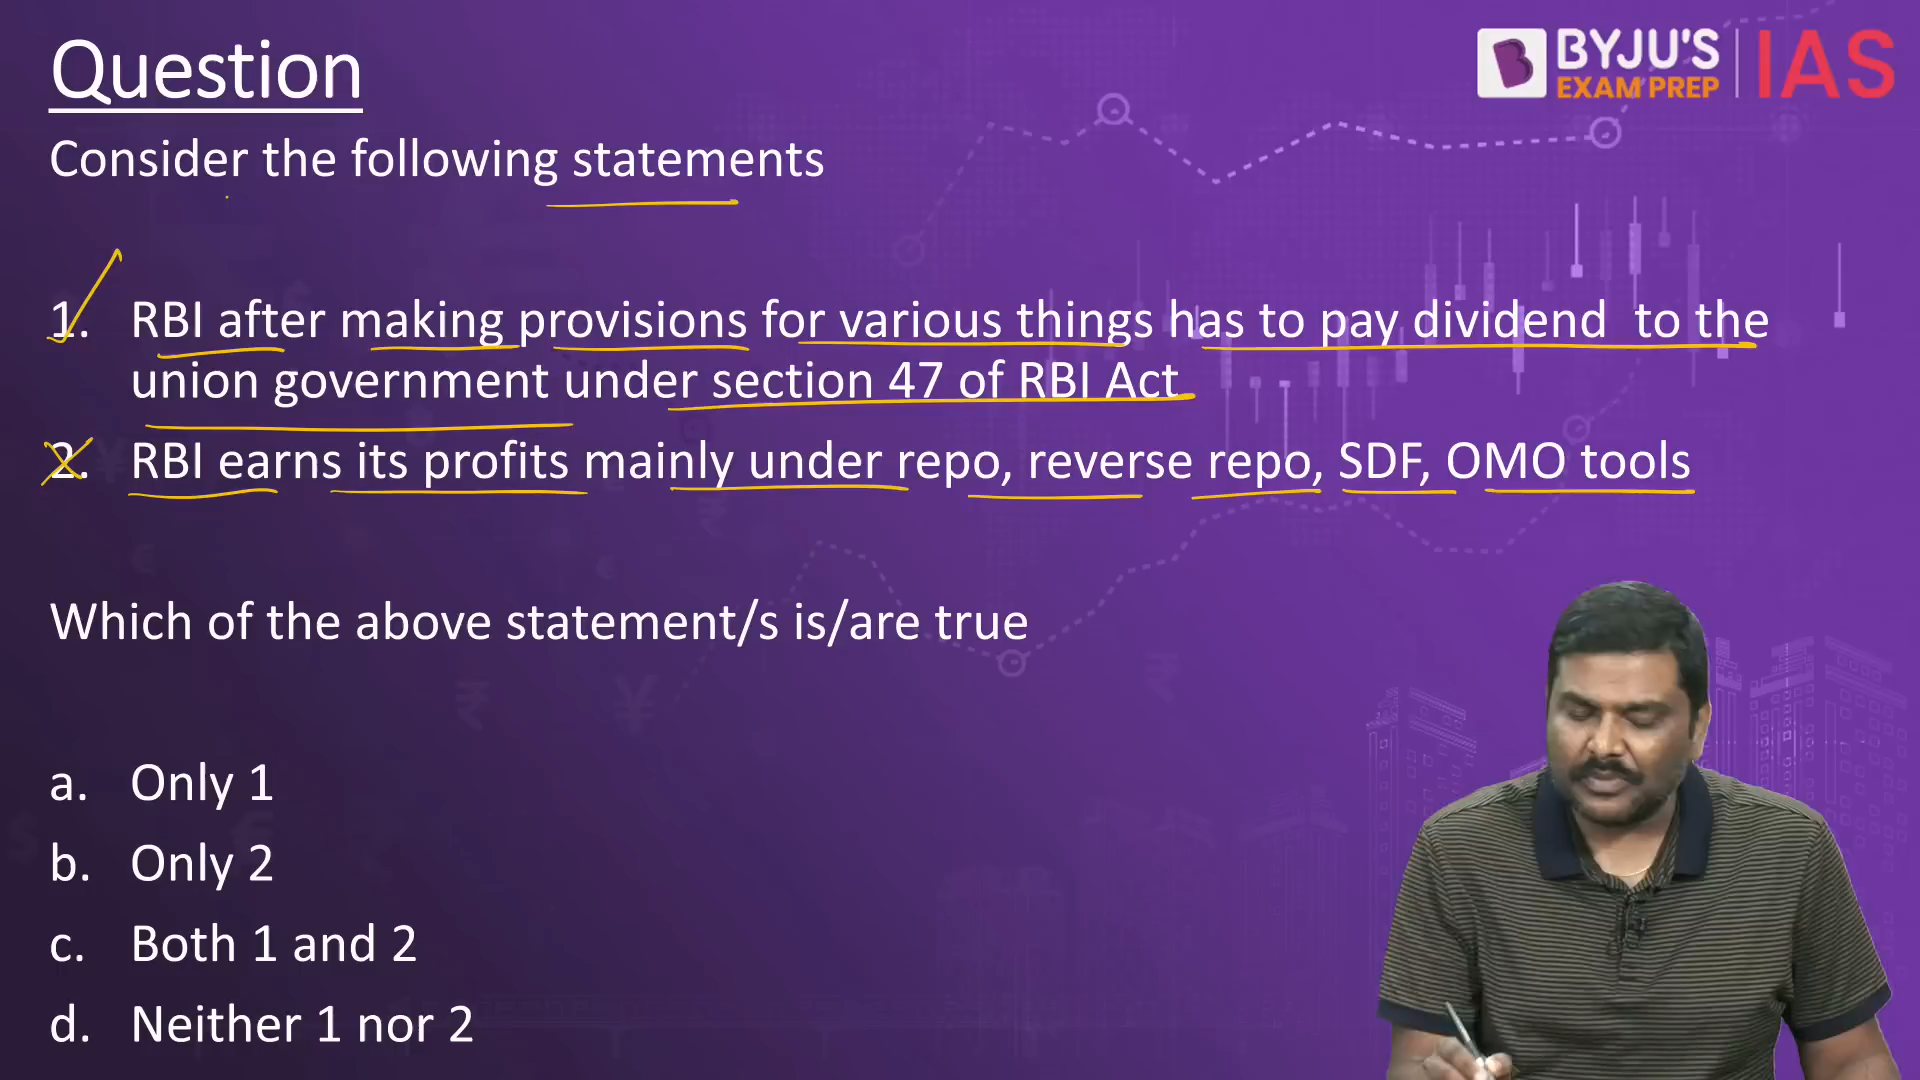 Question
BYJU'S
EXAM PREP
IAS
Consider the following statements
1. RBI after making provisions for various things has to pay dividend to the
union government under section 47 of RBI Act
2. RBI earns its profits mainly under repo, reverse repo, SDF, OMO tools
Which of the above statement/s is/are true
a. Only 1
b. Only 2
c. Both 1 and 2
d. Neither 1 nor 2